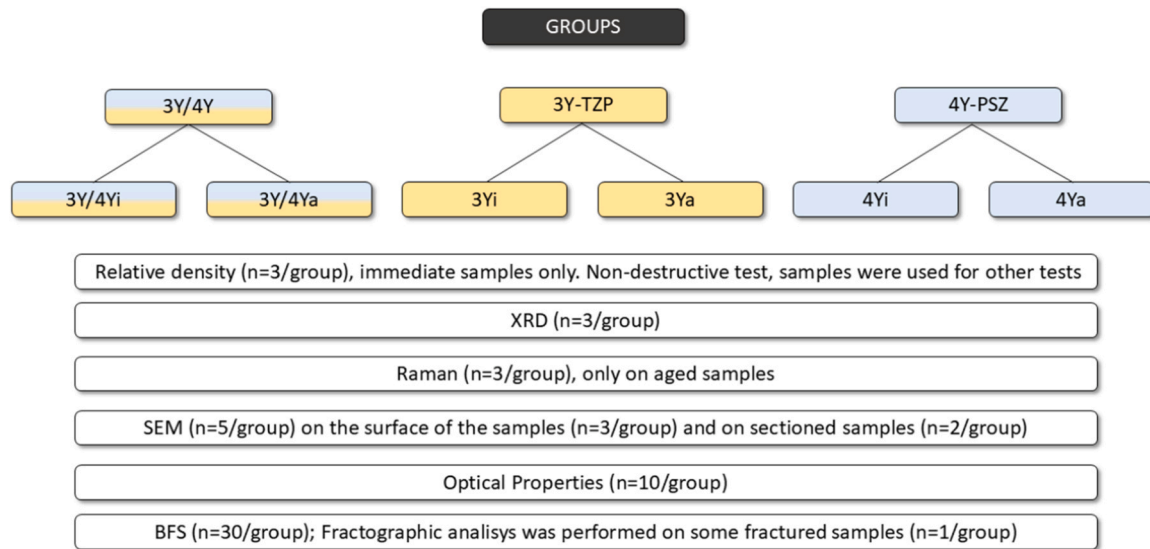 GROUPS
3Y/4Y
3Y-TZP
4Y-PSZ
3Y/4Yi
3Y/4Ya
3Yi
3Ya
4Yi
4Ya
Relative density (n=3/group), immediate samples only. Non-destructive test, samples were used for other tests
XRD (n=3/group)
Raman (n=3/group), only on aged samples
SEM (n=5/group) on the surface of the samples (n=3/group) and on sectioned samples (n=2/group)
Optical Properties (n=10/group)
BFS (n=30/group); Fractographic analisys was performed on some fractured samples (n=1/group)